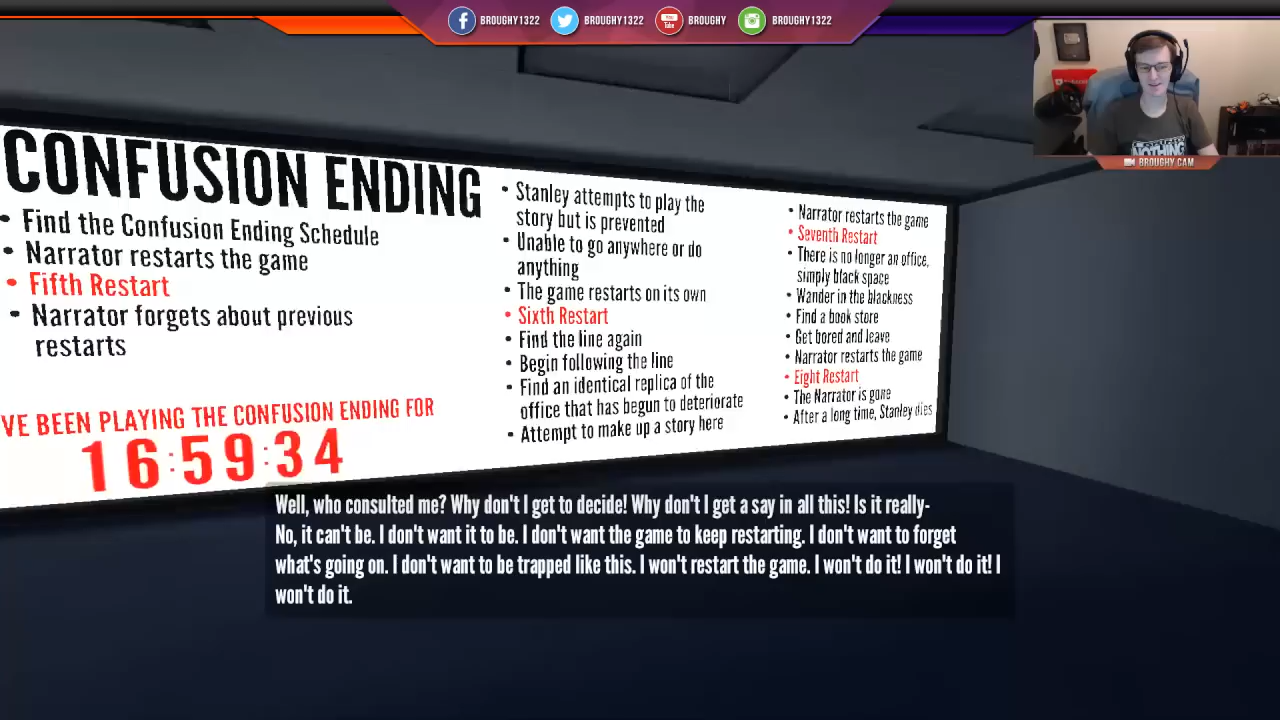 BROUGHY1322
BROUGHY1322
BROUGHY
BROUGHY1322
NOTHING
BROUGHY CAM
CONFUSION ENDING
• Find the Confusion Ending Schedule
• Narrator restarts the game
• Fifth Restart
• Narrator forgets about previous
restarts
VE BEEN PLAYING THE CONFUSION ENDING FOR
16:59:34
• Stanley attempts to play the
story but is prevented
• Unable to go anywhere or do
anything
• The game restarts on its own
• Sixth Restart
• Find the line again
• Begin following the line
• Find an identical replica of the
office that has begun to deteriorate
• Attempt to make up a story here
• Narrator restarts the game
• Seventh Restart
• There is no longer an office,
simply black space
• Wander in the blackness
• Find a book store
• Get bored and leave
• Narrator restarts the game
• Eight Restart
• The Narrator is gone
• After a long time, Stanley dies
Well, who consulted me? Why don't I get to decide! Why don't I get a say in all this! Is it really-
No, it can't be. I don't want it to be. I don't want the game to keep restarting. I don't want to forget
what's going on. I don't want to be trapped like this. I won't restart the game. I won't do it! I won't do it! I
won't do it.